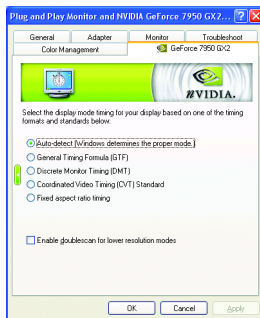 Plug and Play Monitor and NVIDIA GeForce 7950 GX2...
General Adapter Monitor Troubleshoot
Color Management GeForce 7950 GX2
NVIDIA.
Select the display mode timing for your display based on one of the timing
formats and standards below:
Auto-detect (Windows determines the proper mode.)
General Timing Formula (GTF)
Discrete Monitor Timing (DMT)
Coordinated Video Timing (CVT) Standard
Fixed aspect ratio timing
Enable doublescan for lower resolution modes
OK Cancel Apply